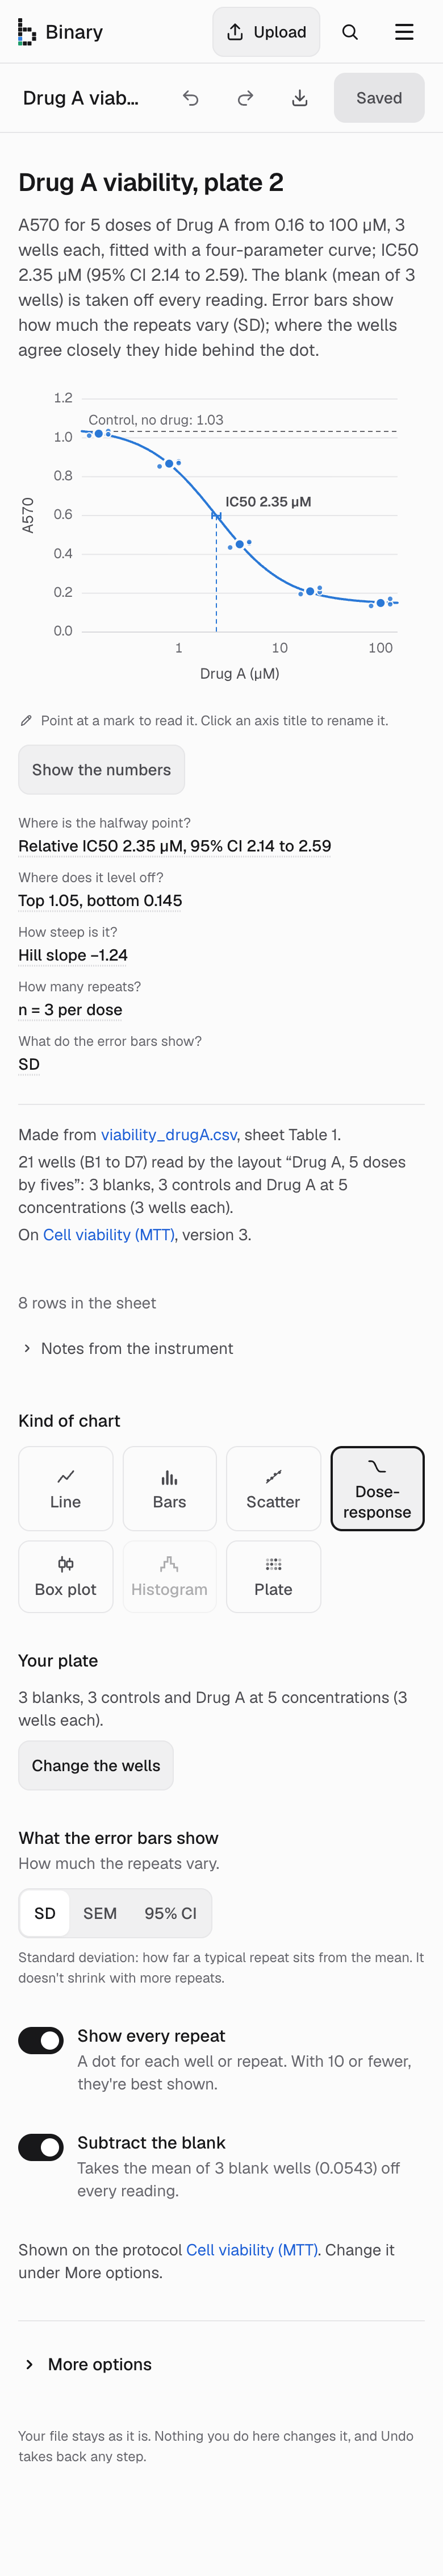 Binary
Upload
Drug A viab...
Saved
Drug A viability, plate 2
A570 for 5 doses of Drug A from 0.16 to 100 µM, 3
wells each, fitted with a four-parameter curve; IC50
2.35 µM (95% CI 2.14 to 2.59). The blank (mean of 3
wells) is taken off every reading. Error bars show
how much the repeats vary (SD); where the wells
agree closely they hide behind the dot.
1.2
Control, no drug: 1.03
1.0
0.8
IC50 2.35 µM
0.6
A570
0.4
0.2
0.0
1
10
100
Drug A (µM)
Point at a mark to read it. Click an axis title to rename it.
Show the numbers
Where is the halfway point?
Relative IC50 2.35 µM, 95% CI 2.14 to 2.59
Where does it level off?
Top 1.05, bottom 0.145
How steep is it?
Hill slope −1.24
How many repeats?
n = 3 per dose
What do the error bars show?
SD
Made from viability_drugA.csv, sheet Table 1.
21 wells (B1 to D7) read by the layout “Drug A, 5 doses
by fives”: 3 blanks, 3 controls and Drug A at 5
concentrations (3 wells each).
On Cell viability (MTT), version 3.
8 rows in the sheet
Notes from the instrument
Kind of chart
Line
Bars
Scatter
Dose-
response
Box plot
Histogram
Plate
Your plate
3 blanks, 3 controls and Drug A at 5 concentrations (3
wells each).
Change the wells
What the error bars show
How much the repeats vary.
SD
SEM
95% CI
Standard deviation: how far a typical repeat sits from the mean. It
doesn't shrink with more repeats.
Show every repeat
A dot for each well or repeat. With 10 or fewer,
they're best shown.
Subtract the blank
Takes the mean of 3 blank wells (0.0543) off
every reading.
Shown on the protocol Cell viability (MTT). Change it
under More options.
More options
Your file stays as it is. Nothing you do here changes it, and Undo
takes back any step.